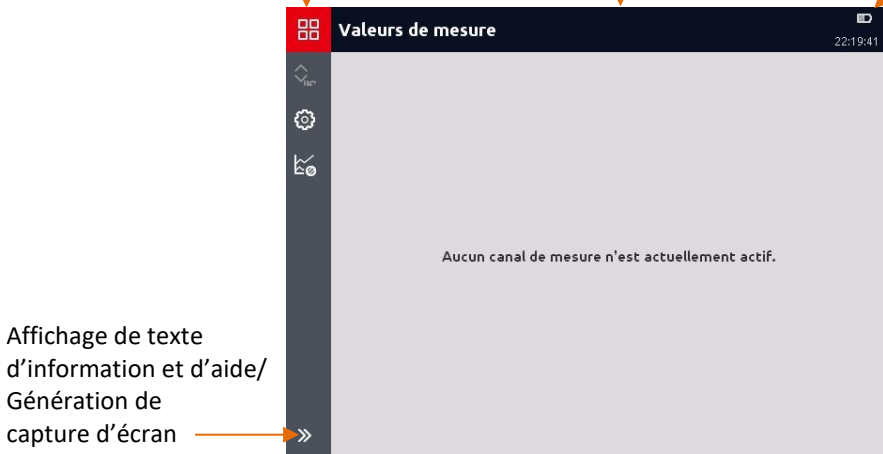 Valeurs de mesure
22:19:41
Aucun canal de mesure n'est actuellement actif.
Affichage de texte
d’information et d’aide/
Génération de
capture d’écran